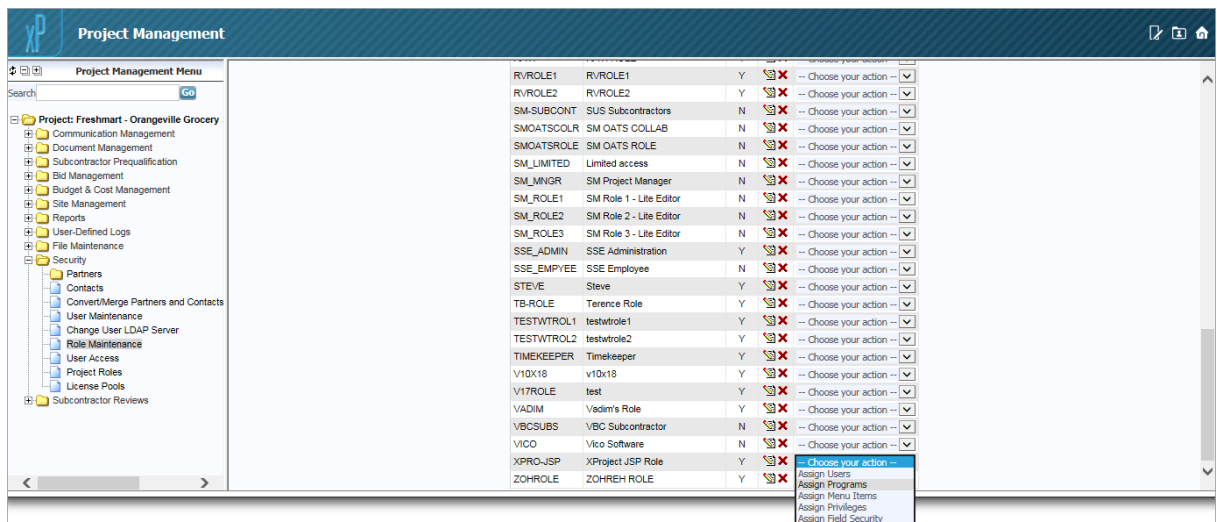 xP Project Management
Project Management Menu
Search Go
Project: Freshmart - Orangeville Grocery
Communication Management
Document Management
Subcontractor Prequalification
Bid Management
Budget & Cost Management
Site Management
Reports
User-Defined Logs
File Maintenance
Security
Partners
Contacts
Convert/Merge Partners and Contacts
User Maintenance
Change User LDAP Server
Role Maintenance
User Access
Project Roles
License Pools
Subcontractor Reviews
RVROLE1 RVROLE1 Y -- Choose your action --
RVROLE2 RVROLE2 Y -- Choose your action --
SM-SUBCONT SUS Subcontractors N -- Choose your action --
SMOATSCOLR SM OATS COLLAB N -- Choose your action --
SMOATSROLE SM OATS ROLE N -- Choose your action --
SM_LIMITED Limited access N -- Choose your action --
SM_MNGR SM Project Manager N -- Choose your action --
SM_ROLE1 SM Role 1 - Lite Editor N -- Choose your action --
SM_ROLE2 SM Role 2 - Lite Editor N -- Choose your action --
SM_ROLE3 SM Role 3 - Lite Editor N -- Choose your action --
SSE_ADMIN SSE Administration Y -- Choose your action --
SSE_EMPYEE SSE Employee N -- Choose your action --
STEVE Steve Y -- Choose your action --
TB-ROLE Terence Role Y -- Choose your action --
TESTWTROL1 testwtrole1 Y -- Choose your action --
TESTWTROL2 testwtrole2 Y -- Choose your action --
TIMEKEEPER Timekeeper Y -- Choose your action --
V10X18 v10x18 Y -- Choose your action --
V17ROLE test Y -- Choose your action --
VADIM Vadim's Role Y -- Choose your action --
VBCSUBS VBC Subcontractor N -- Choose your action --
VICO Vico Software N -- Choose your action --
XPRO-JSP XProject JSP Role Y -- Choose your action --
ZOHROLE ZOHREH ROLE Y
Assign Users
Assign Programs
Assign Menu Items
Assign Privileges
Assign Field Security